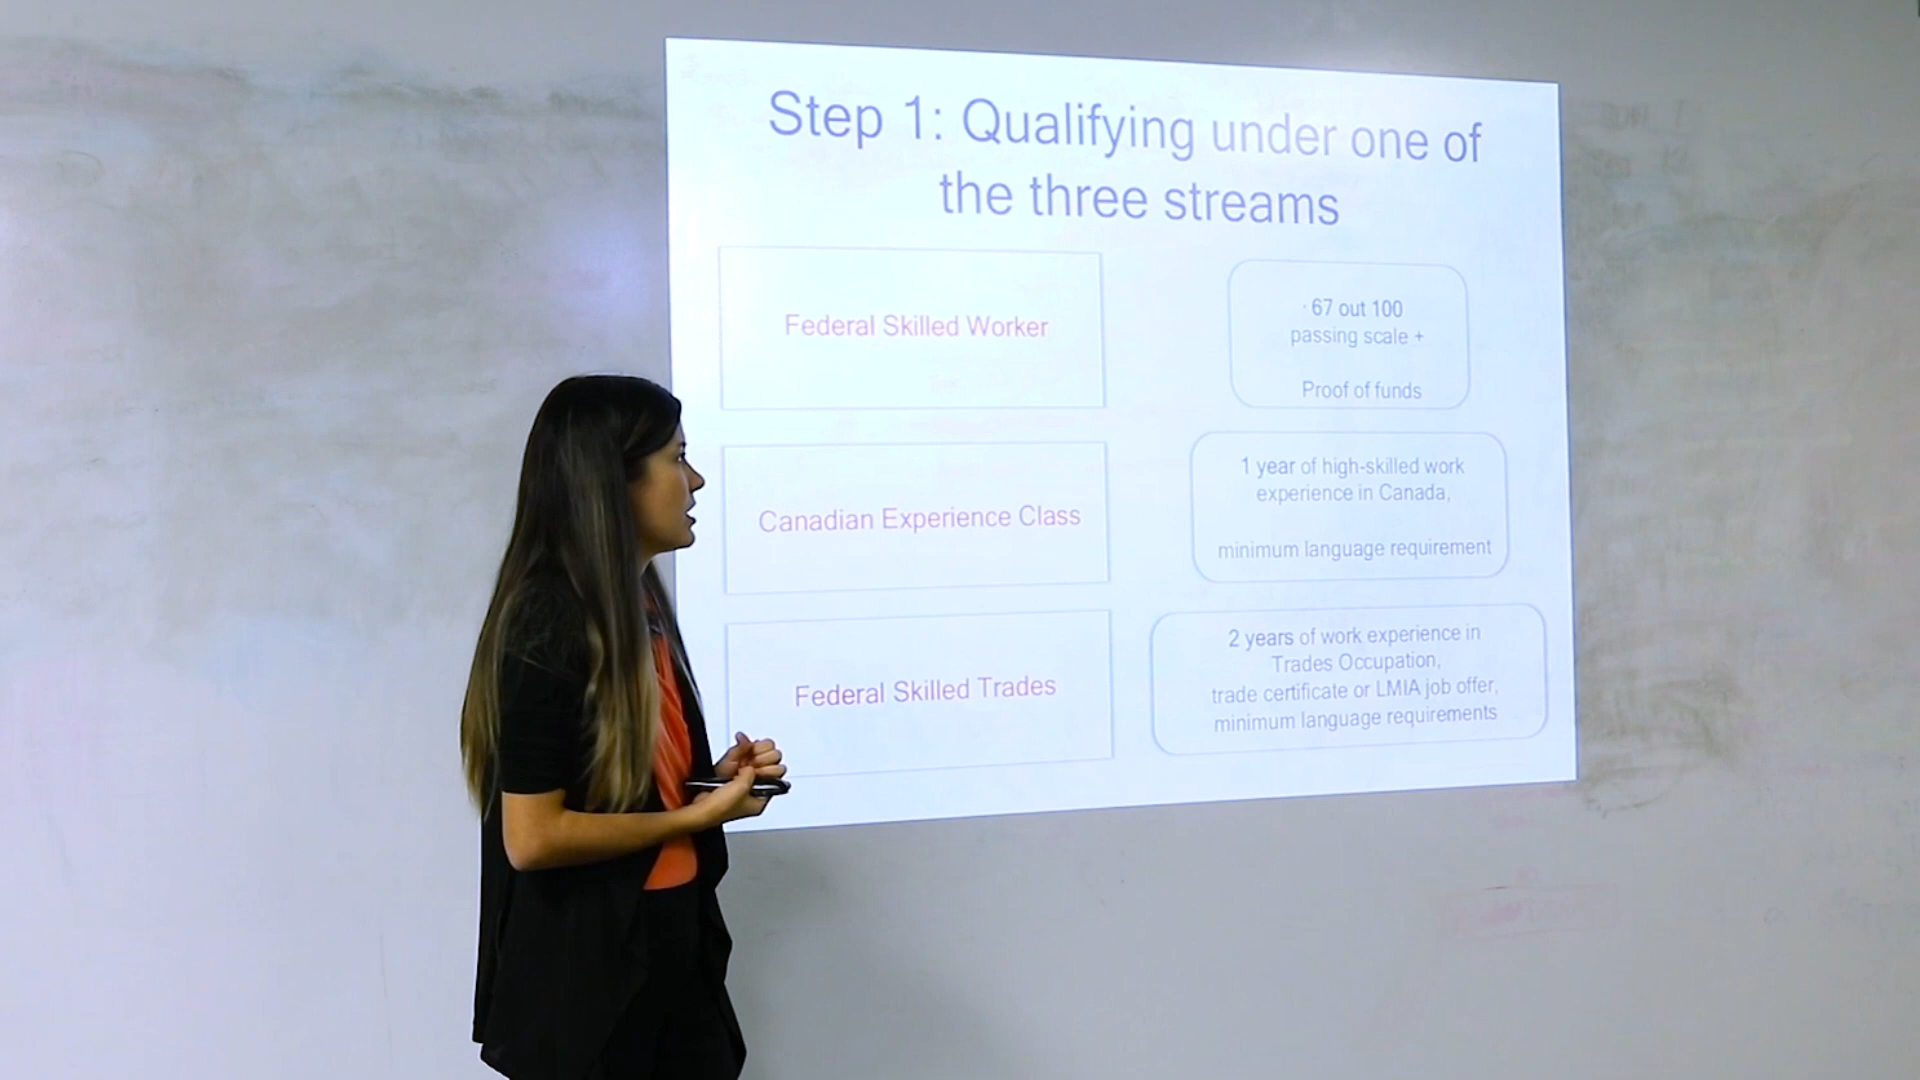 Step 1: Qualifying under one of
the three streams
Federal Skilled Worker
· 67 out 100
passing scale +
Proof of funds
Canadian Experience Class
1 year of high-skilled work
experience in Canada,
minimum language requirement
Federal Skilled Trades
2 years of work experience in
Trades Occupation,
trade certificate or LMIA job offer,
minimum language requirements